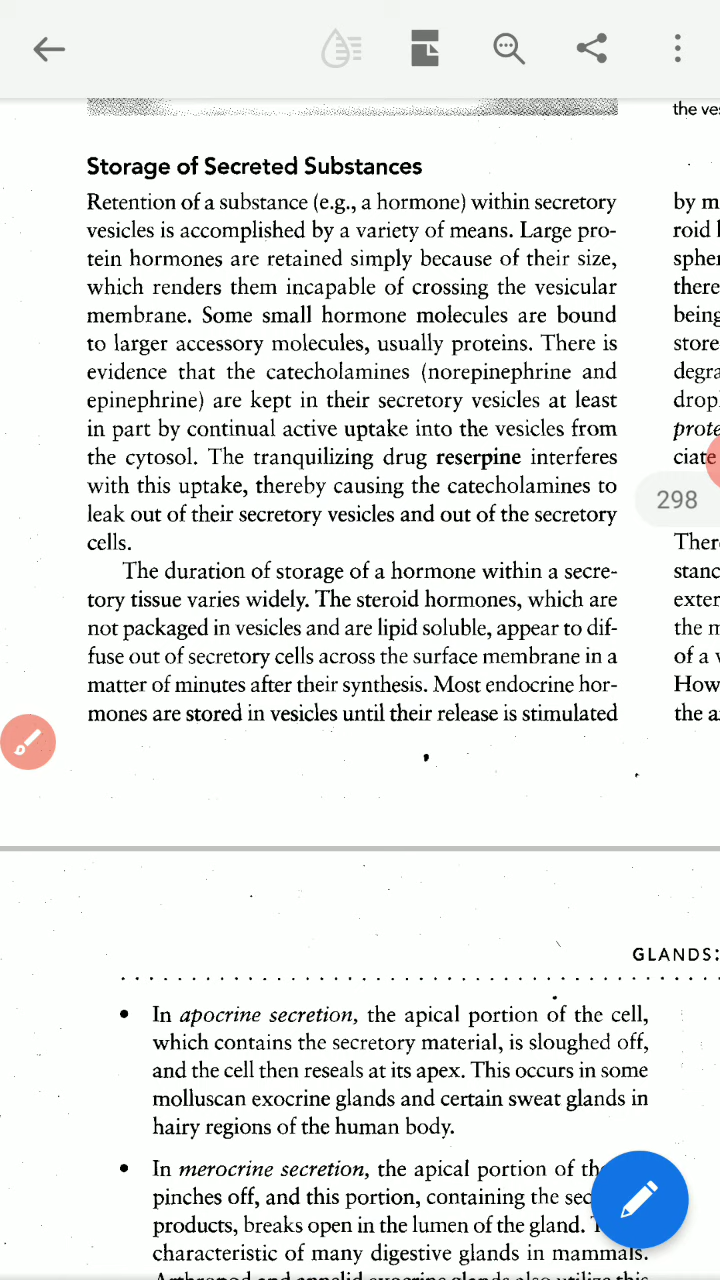 the ves
Storage of Secreted Substances
Retention of a substance (e.g., a hormone) within secretory
vesicles is accomplished by a variety of means. Large pro-
tein hormones are retained simply because of their size,
which renders them incapable of crossing the vesicular
membrane. Some small hormone molecules are bound
to larger accessory molecules, usually proteins. There is
evidence that the catecholamines (norepinephrine and
epinephrine) are kept in their secretory vesicles at least
in part by continual active uptake into the vesicles from
the cytosol. The tranquilizing drug reserpine interferes
with this uptake, thereby causing the catecholamines to
leak out of their secretory vesicles and out of the secretory
cells.
The duration of storage of a hormone within a secre-
tory tissue varies widely. The steroid hormones, which are
not packaged in vesicles and are lipid soluble, appear to dif-
fuse out of secretory cells across the surface membrane in a
matter of minutes after their synthesis. Most endocrine hor-
mones are stored in vesicles until their release is stimulated
by m
roid
spher
there
being
store
degra
drop
prote
ciate
298
Ther
stanc
exter
the m
of a v
How
the a
GLANDS:
• In apocrine secretion, the apical portion of the cell,
which contains the secretory material, is sloughed off,
and the cell then reseals at its apex. This occurs in some
molluscan exocrine glands and certain sweat glands in
hairy regions of the human body.
• In merocrine secretion, the apical portion of th
pinches off, and this portion, containing the sec
products, breaks open in the lumen of the gland.
characteristic of many digestive glands in mammals.
Arthropod and annelid exocrine glands also utilize this